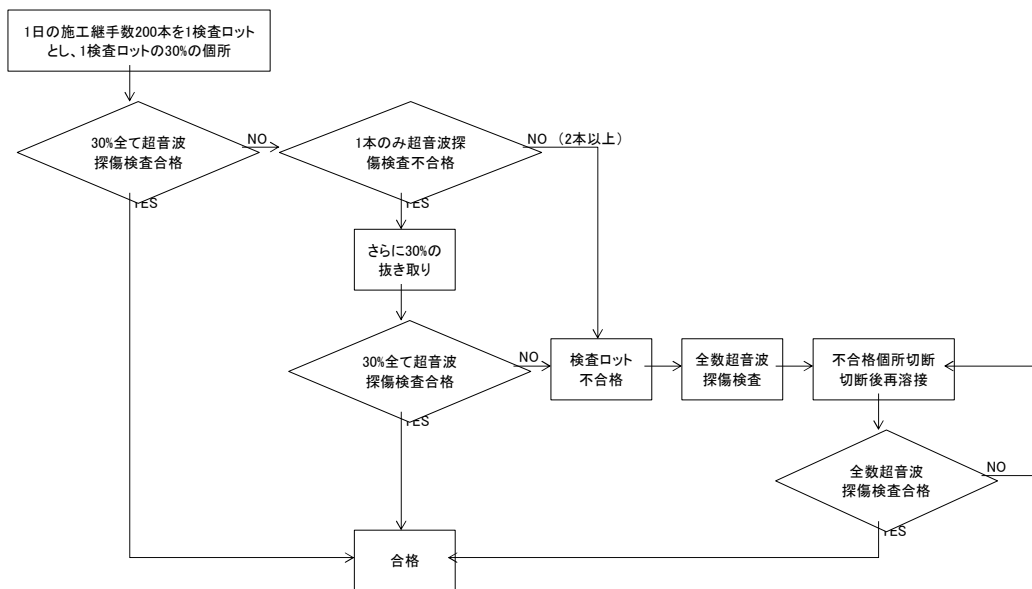 1日の施工継手数200本を1検査ロット
とし、1検査ロットの30%の個所
30%全て超音波
探傷検査合格
NO
1本のみ超音波探
傷検査不合格
NO （2本以上）
YES
YES
さらに30%の
抜き取り
30%全て超音波
探傷検査合格
NO
検査ロット
不合格
全数超音波
探傷検査
不合格個所切断
切断後再溶接
YES
全数超音波
探傷検査合格
NO
YES
合格